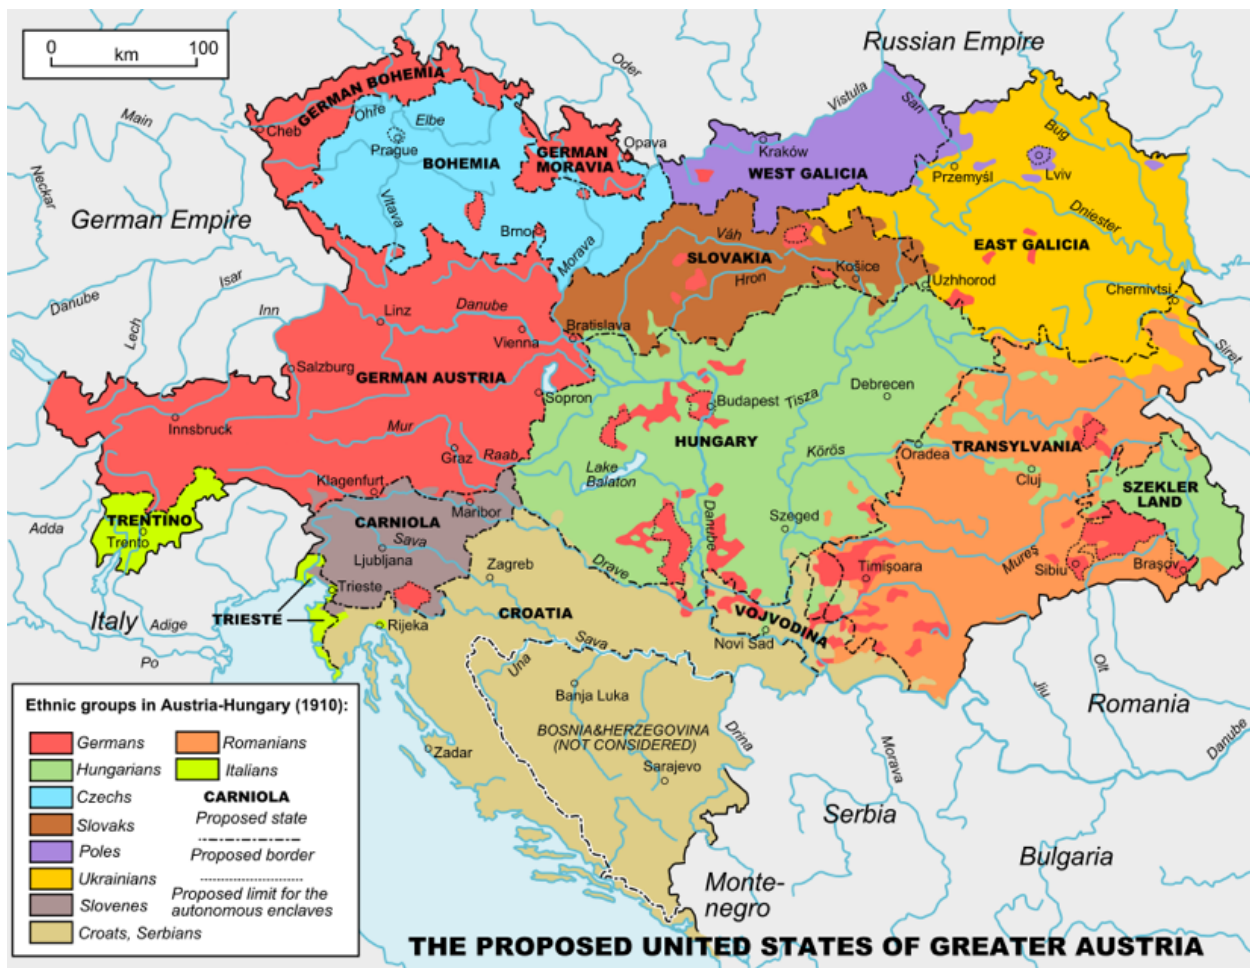 0 100
km
Russian Empire
Oder
GERMAN BOHEMIA
Main
Cheb
Ohře
Elbe
Prague
BOHEMIA
GERMAN
MORAVIA
Opava
Vistula
San
Kraków
WEST GALICIA
Bug
Przemyśl
Lviv
Neckar
German Empire
Vltava
Brno
Morava
Dniester
EAST GALICIA
Váh
SLOVAKIA
Hron
Košice
Uzhhorod
Chernivtsi
Siret
Danube
Lech
Isar
Inn
Linz
Danube
Vienna
Bratislava
Salzburg
GERMAN AUSTRIA
Sopron
Innsbruck
Mur
Graz
Raab
Budapest
Tisza
Debrecen
HUNGARY
Körös
Oradea
TRANSYLVANIA
Cluj
SZEKLER
LAND
Lake
Balaton
Danube
Szeged
Klagenfurt
Maribor
CARNIOLA
Sava
Ljubljana
Adda
TRENTINO
Trento
Drave
Zagreb
Timişoara
Mureş
Sibiu
Braşov
Trieste
TRIESTE
Italy
Adige
Po
Rijeka
CROATIA
VOJVODINA
Novi Sad
Sava
Una
Banja Luka
BOSNIA&HERZEGOVINA
(NOT CONSIDERED)
Sarajevo
Drina
Zadar
Jiu
Olt
Romania
Danube
Morava
Serbia
Bulgaria
Monte-
negro
Ethnic groups in Austria-Hungary (1910):
Germans
Hungarians
Czechs
Slovaks
Poles
Ukrainians
Slovenes
Croats, Serbians
Romanians
Italians
CARNIOLA
Proposed state
Proposed border
Proposed limit for the
autonomous enclaves
THE PROPOSED UNITED STATES OF GREATER AUSTRIA